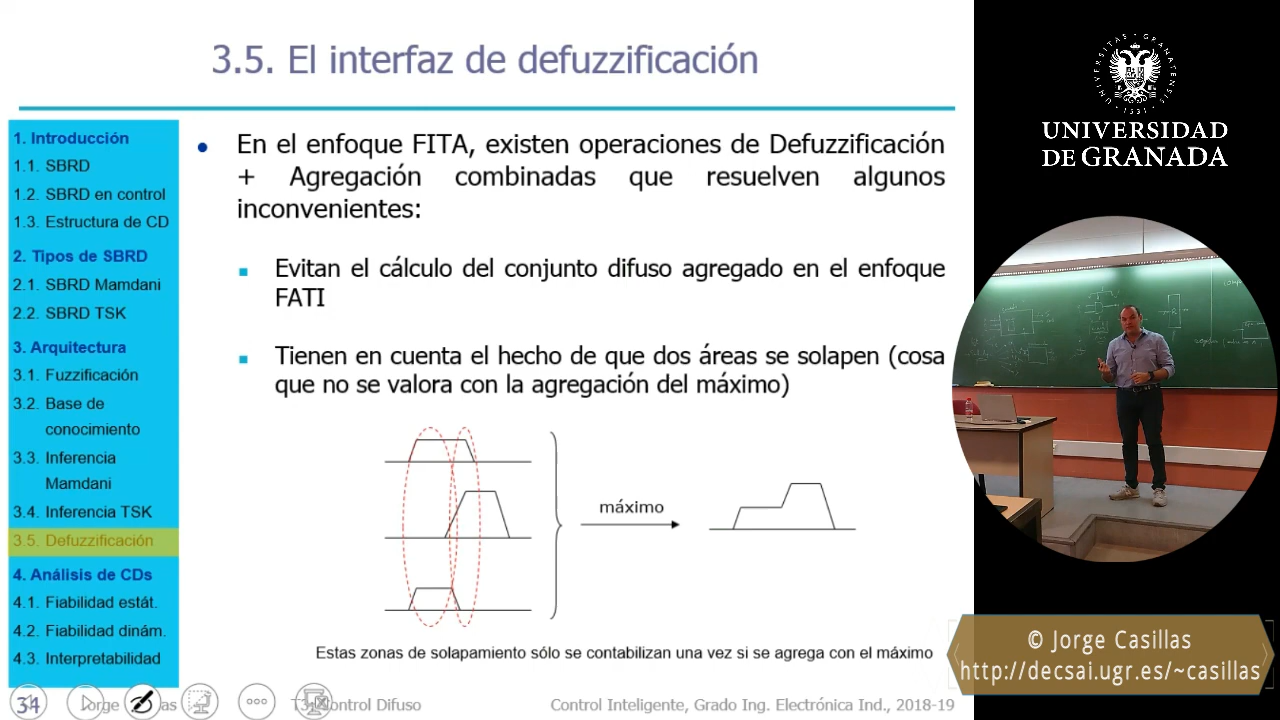 3.5. El interfaz de defuzzificación
1. Introducción
1.1. SBRD
1.2. SBRD en control
1.3. Estructura de CD
2. Tipos de SBRD
2.1. SBRD Mamdani
2.2. SBRD TSK
3. Arquitectura
3.1. Fuzzificación
3.2. Base de
conocimiento
3.3. Inferencia
Mamdani
3.4. Inferencia TSK
3.5. Defuzzificación
4. Análisis de CDs
4.1. Fiabilidad estát.
4.2. Fiabilidad dinám.
4.3. Interpretabilidad
En el enfoque FITA, existen operaciones de Defuzzificación
+ Agregación combinadas que resuelven algunos
inconvenientes:
Evitan el cálculo del conjunto difuso agregado en el enfoque
FATI
Tienen en cuenta el hecho de que dos áreas se solapen (cosa
que no se valora con la agregación del máximo)
máximo
Estas zonas de solapamiento sólo se contabilizan una vez si se agrega con el máximo
34
Control Difuso
Control Inteligente, Grado Ing. Electrónica Ind., 2018-19
UNIVERSITAS GRANATENSIS
1531
UNIVERSIDAD
DE GRANADA
© Jorge Casillas
http://decsai.ugr.es/~casillas